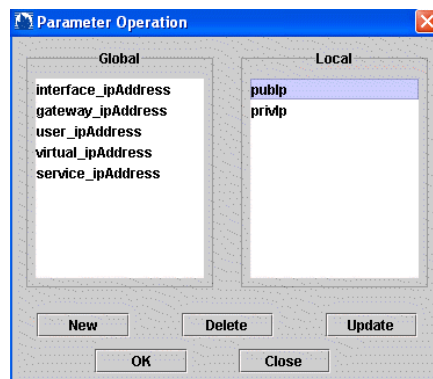 Parameter Operation
Global
interface_ipAddress
gateway_ipAddress
user_ipAddress
virtual_ipAddress
service_ipAddress
Local
publp
privlp
New Delete Update
OK Close